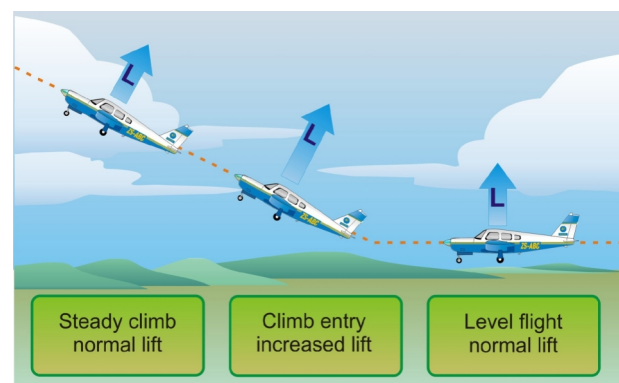 L
L
L
ZS-ABC
ZS-ABC
ZS-ABC
Steady climb
normal lift
Climb entry
increased lift
Level flight
normal lift